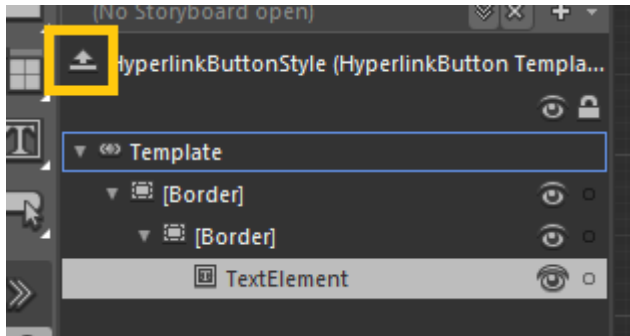 (No Storyboard open)
HyperlinkButtonStyle (HyperlinkButton Templa...
Template
[Border]
[Border]
TextElement